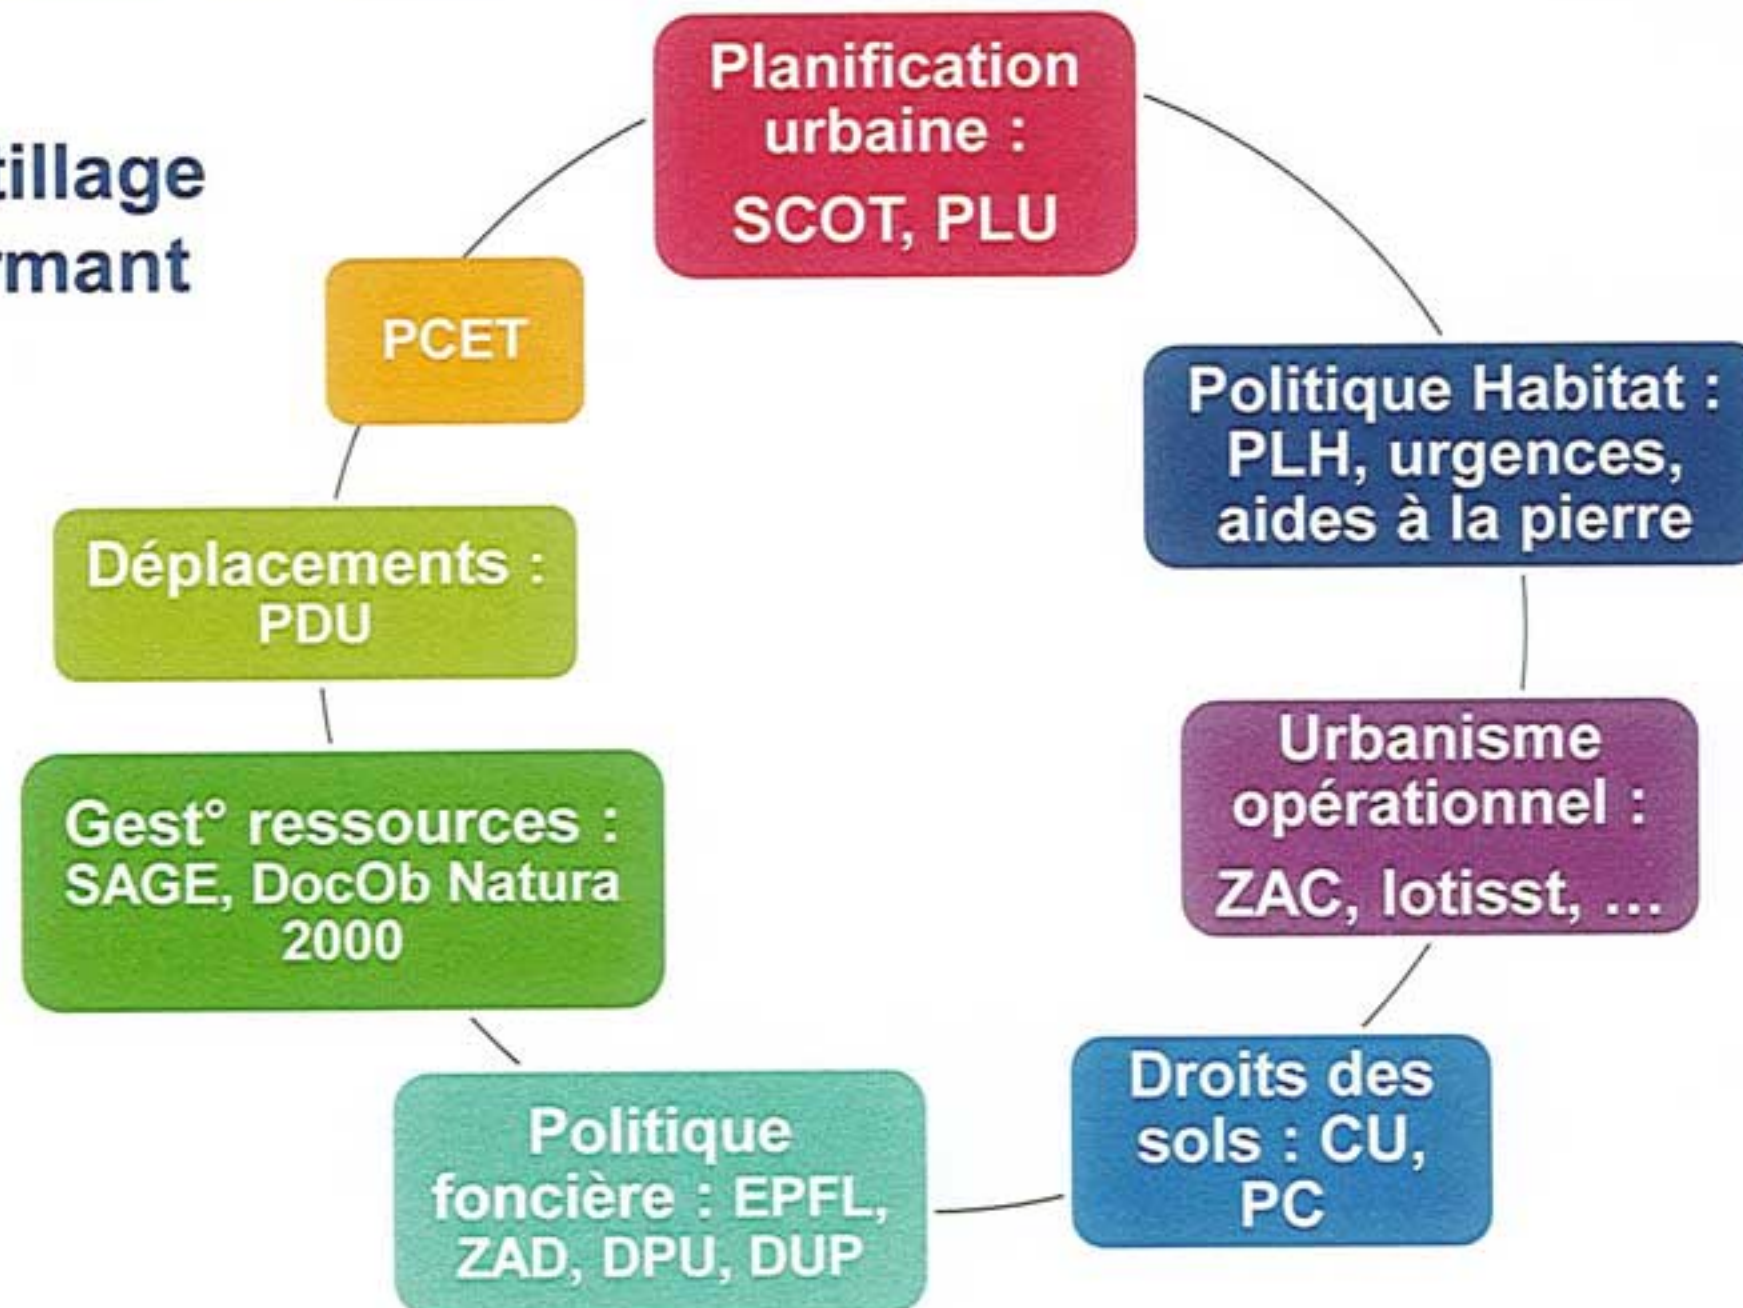 tillage
rmant
Planification
urbaine :
SCOT, PLU
PCET
Politique Habitat :
PLH, urgences,
aides à la pierre
Déplacements :
PDU
Urbanisme
opérationnel :
ZAC, lotisst, ...
Gest° ressources :
SAGE, DocOb Natura
2000
Droits des
sols : CU,
PC
Politique
foncière : EPFL,
ZAD, DPU, DUP